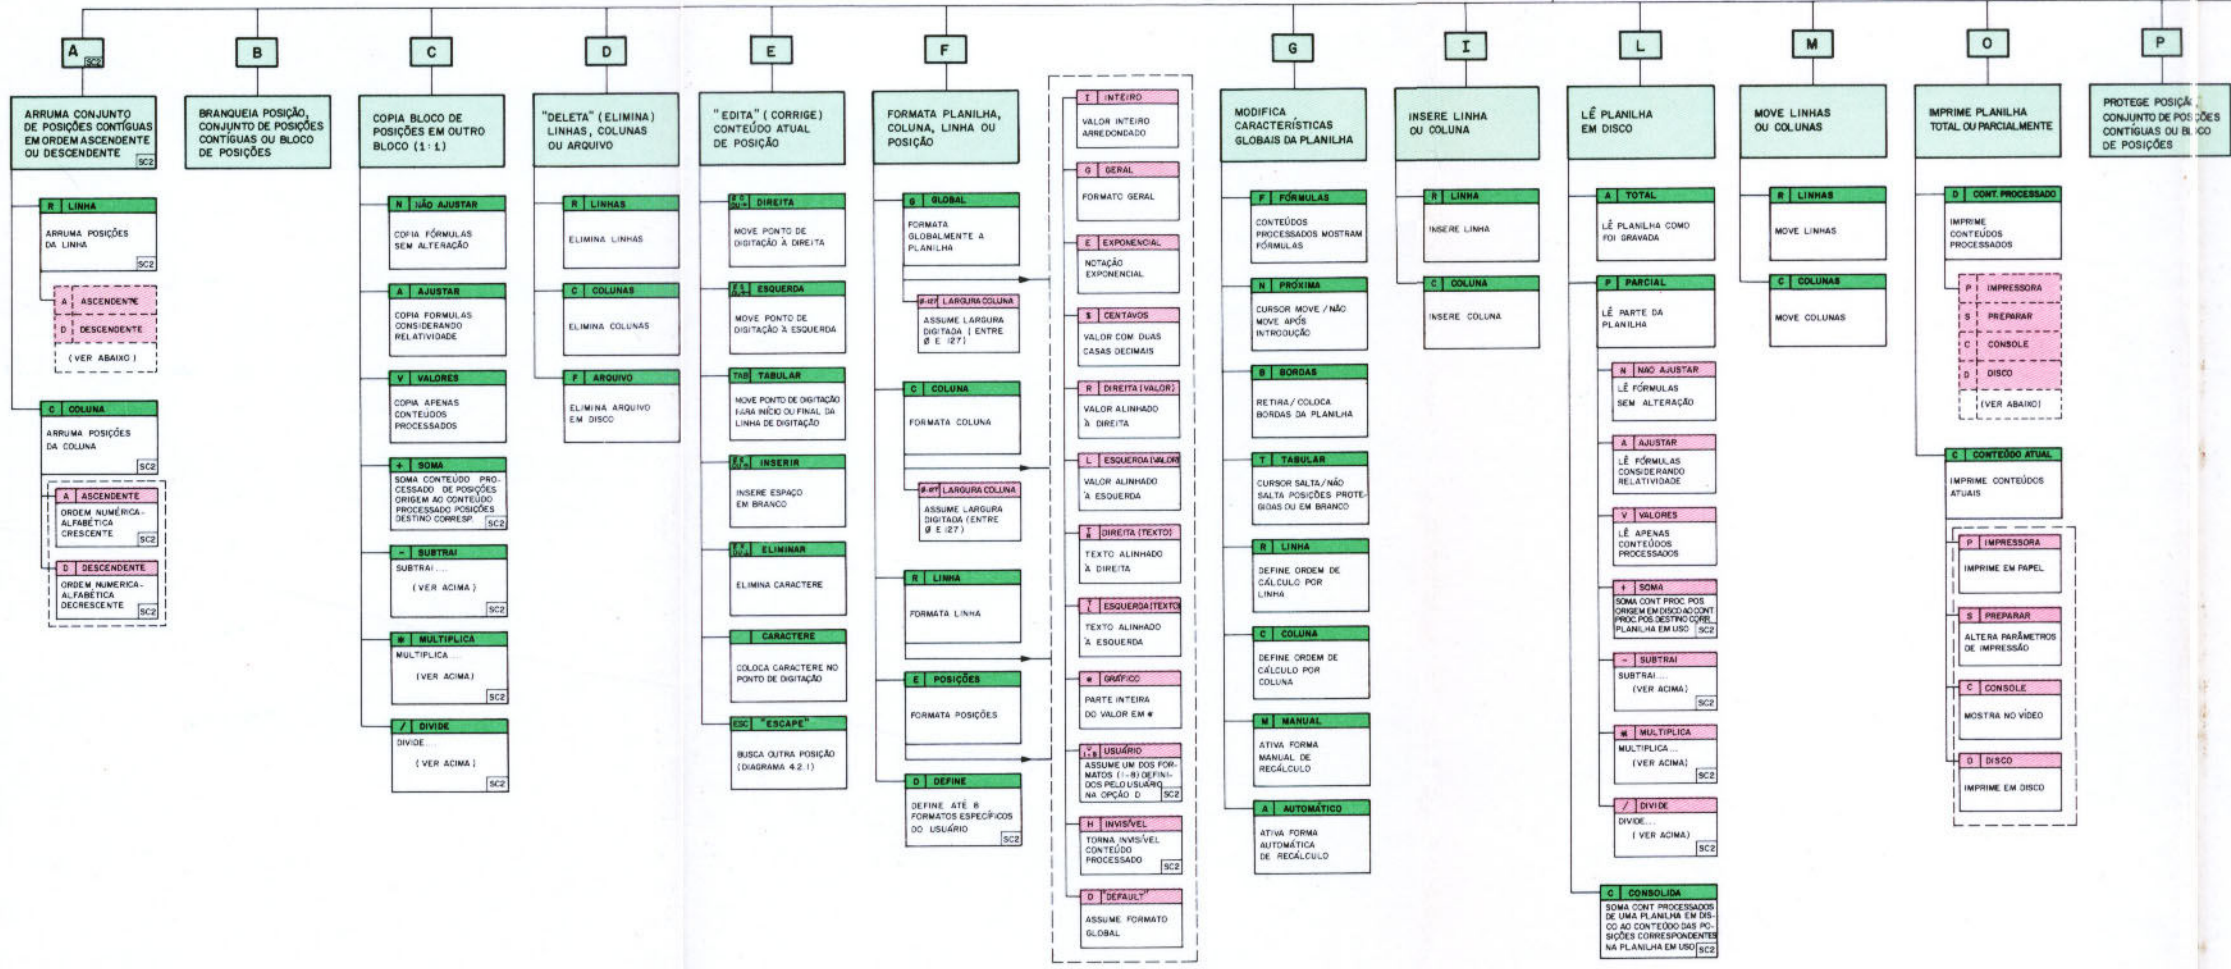 A
SC2
ARRUMA CONJUNTO
DE POSIÇÕES CONTÍGUAS
EM ORDEM ASCENDENTE
OU DESCENDENTE
SC2
R LINHA
ARRUMA POSIÇÕES
DA LINHA
SC2
A ASCENDENTE
D DESCENDENTE
(VER ABAIXO)
C COLUNA
ARRUMA POSIÇÕES
DA COLUNA
SC2
A ASCENDENTE
ORDEM NUMÉRICA-
ALFABÉTICA
CRESCENTE
SC2
D DESCENDENTE
ORDEM NUMERICA-
ALFABÉTICA
DECRESCENTE
SC2
B
BRANQUEIA POSIÇÃO,
CONJUNTO DE POSIÇÕES
CONTÍGUAS OU BLOCO
DE POSIÇÕES
C
COPIA BLOCO DE
POSIÇÕES EM OUTRO
BLOCO (1:1)
N NÃO AJUSTAR
COPIA FÓRMULAS
SEM ALTERAÇÃO
A AJUSTAR
COPIA FORMULAS
CONSIDERANDO
RELATIVIDADE
V VALORES
COPIA APENAS
CONTEÚDOS
PROCESSADOS
+ SOMA
SOMA CONTEÚDO PRO-
CESSADO DE POSIÇÕES
ORIGEM AO CONTEÚDO
PROCESSADO POSIÇÕES
DESTINO CORRESP.
SC2
- SUBTRAI
SUBTRAI....
(VER ACIMA)
SC2
* MULTIPLICA
MULTIPLICA....
(VER ACIMA)
SC2
/ DIVIDE
DIVIDE....
(VER ACIMA)
SC2
D
"DELETA" (ELIMINA)
LINHAS, COLUNAS
OU ARQUIVO
R LINHAS
ELIMINA LINHAS
C COLUNAS
ELIMINA COLUNAS
F ARQUIVO
ELIMINA ARQUIVO
EM DISCO
E
"EDITA" (CORRIGE)
CONTEÚDO ATUAL
DE POSIÇÃO
DIREITA
MOVE PONTO DE
DIGITAÇÃO À DIREITA
ESQUERDA
MOVE PONTO DE
DIGITAÇÃO À ESQUERDA
TAB TABULAR
MOVE PONTO DE DIGITAÇÃO
PARA INÍCIO OU FINAL DA
LINHA DE DIGITAÇÃO
INSERIR
INSERE ESPAÇO
EM BRANCO
ELIMINAR
ELIMINA CARACTERE
CARACTERE
COLOCA CARACTERE NO
PONTO DE DIGITAÇÃO
ESC "ESCAPE"
BUSCA OUTRA POSIÇÃO
(DIAGRAMA 4.2.1)
F
FORMATA PLANILHA,
COLUNA, LINHA OU
POSIÇÃO
G GLOBAL
FORMATA
GLOBALMENTE A
PLANILHA
Ø-127 LARGURA COLUNA
ASSUME LARGURA
DIGITADA (ENTRE
Ø E 127)
C COLUNA
FORMATA COLUNA
Ø-127 LARGURA COLUNA
ASSUME LARGURA
DIGITADA (ENTRE
Ø E 127)
R LINHA
FORMATA LINHA
E POSIÇÕES
FORMATA POSIÇÕES
D DEFINE
DEFINE ATÉ 8
FORMATOS ESPECÍFICOS
DO USUÁRIO
SC2
I INTEIRO
VALOR INTEIRO
ARREDONDADO
G GERAL
FORMATO GERAL
E EXPONENCIAL
NOTAÇÃO
EXPONENCIAL
$ CENTAVOS
VALOR COM DUAS
CASAS DECIMAIS
R DIREITA (VALOR)
VALOR ALINHADO
À DIREITA
L ESQUERDA (VALOR)
VALOR ALINHADO
À ESQUERDA
T R DIREITA (TEXTO)
TEXTO ALINHADO
À DIREITA
T L ESQUERDA (TEXTO)
TEXTO ALINHADO
À ESQUERDA
* GRÁFICO
PARTE INTEIRA
DO VALOR EM *
U 1-8 USUÁRIO
ASSUME UM DOS FOR-
MATOS (1-8) DEFINI-
DOS PELO USUÁRIO
NA OPÇÃO D
SC2
H INVISÍVEL
TORNA INVISÍVEL
CONTEÚDO
PROCESSADO
SC2
D "DEFAULT"
ASSUME FORMATO
GLOBAL
G
MODIFICA
CARACTERÍSTICAS
GLOBAIS DA PLANILHA
F FÓRMULAS
CONTEÚDOS
PROCESSADOS MOSTRAM
FÓRMULAS
N PRÓXIMA
CURSOR MOVE / NÃO
MOVE APÓS
INTRODUÇÃO
B BORDAS
RETIRA / COLOCA
BORDAS DA PLANILHA
T TABULAR
CURSOR SALTA/NÃO
SALTA POSIÇÕES PROTE-
GIDAS OU EM BRANCO
R LINHA
DEFINE ORDEM DE
CÁLCULO POR
LINHA
C COLUNA
DEFINE ORDEM DE
CÁLCULO POR
COLUNA
M MANUAL
ATIVA FORMA
MANUAL DE
RECÁLCULO
A AUTOMÁTICO
ATIVA FORMA
AUTOMÁTICA
DE RECÁLCULO
I
INSERE LINHA
OU COLUNA
R LINHA
INSERE LINHA
C COLUNA
INSERE COLUNA
L
LÊ PLANILHA
EM DISCO
A TOTAL
LÊ PLANILHA COMO
FOI GRAVADA
P PARCIAL
LÊ PARTE DA
PLANILHA
N NÃO AJUSTAR
LÊ FÓRMULAS
SEM ALTERAÇÃO
A AJUSTAR
LÊ FÓRMULAS
CONSIDERANDO
RELATIVIDADE
V VALORES
LÊ APENAS
CONTEÚDOS
PROCESSADOS
+ SOMA
SOMA CONT PROC. POS
ORIGEM EM DISCO AO CONT
PROC. POS DESTINO CORR.
PLANILHA EM USO
SC2
- SUBTRAI
SUBTRAI....
(VER ACIMA)
SC2
* MULTIPLICA
MULTIPLICA...
(VER ACIMA)
SC2
/ DIVIDE
DIVIDE...
(VER ACIMA)
SC2
C CONSOLIDA
SOMA CONT PROCESSADOS
DE UMA PLANILHA EM DIS-
CO AO CONTEÚDO DAS PO-
SIÇÕES CORRESPONDENTES
NA PLANILHA EM USO
SC2
M
MOVE LINHAS
OU COLUNAS
R LINHAS
MOVE LINHAS
C COLUNAS
MOVE COLUNAS
O
IMPRIME PLANILHA
TOTAL OU PARCIALMENTE
D CONT. PROCESSADO
IMPRIME
CONTEÚDOS
PROCESSADOS
P IMPRESSORA
S PREPARAR
C CONSOLE
D DISCO
(VER ABAIXO)
C CONTEÚDO ATUAL
IMPRIME CONTEÚDOS
ATUAIS
P IMPRESSORA
IMPRIME EM PAPEL
S PREPARAR
ALTERA PARÂMETROS
DE IMPRESSÃO
C CONSOLE
MOSTRA NO VÍDEO
D DISCO
IMPRIME EM DISCO
P
PROTEGE POSIÇÃO,
CONJUNTO DE POSIÇÕES
CONTÍGUAS OU BLOCO
DE POSIÇÕES